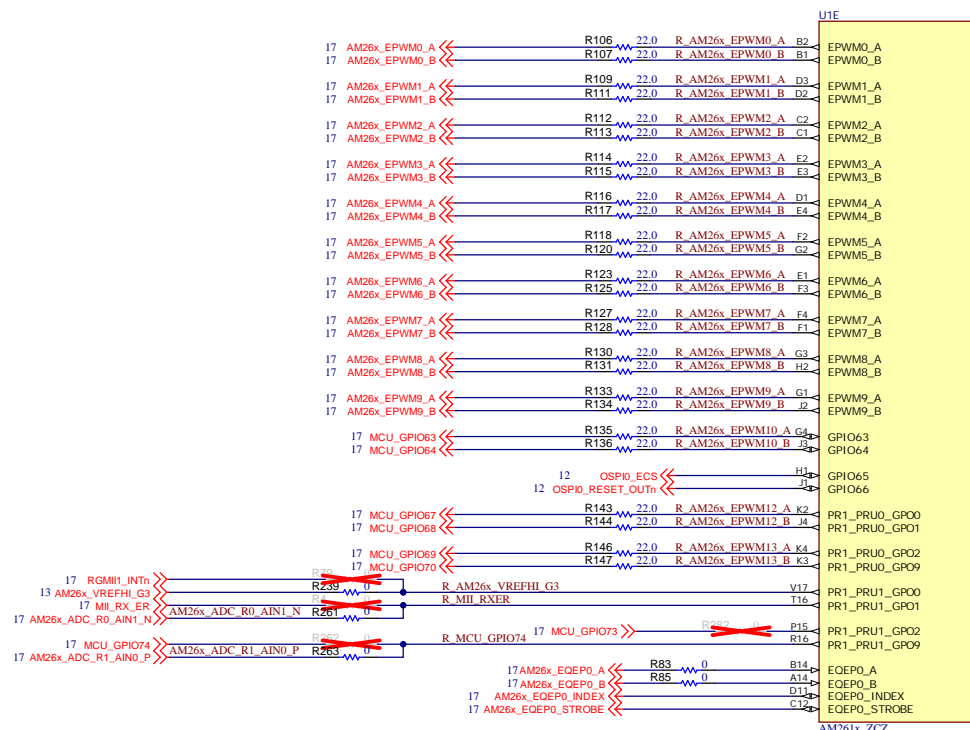 U1E
17 AM26x_EPWM0_A R106 22.0 R_AM26x_EPWM0_A B2 EPWM0_A
17 AM26x_EPWM0_B R107 22.0 R_AM26x_EPWM0_B B1 EPWM0_B
17 AM26x_EPWM1_A R109 22.0 R_AM26x_EPWM1_A D3 EPWM1_A
17 AM26x_EPWM1_B R111 22.0 R_AM26x_EPWM1_B D2 EPWM1_B
17 AM26x_EPWM2_A R112 22.0 R_AM26x_EPWM2_A C2 EPWM2_A
17 AM26x_EPWM2_B R113 22.0 R_AM26x_EPWM2_B C1 EPWM2_B
17 AM26x_EPWM3_A R114 22.0 R_AM26x_EPWM3_A E2 EPWM3_A
17 AM26x_EPWM3_B R115 22.0 R_AM26x_EPWM3_B E3 EPWM3_B
17 AM26x_EPWM4_A R116 22.0 R_AM26x_EPWM4_A D1 EPWM4_A
17 AM26x_EPWM4_B R117 22.0 R_AM26x_EPWM4_B E4 EPWM4_B
17 AM26x_EPWM5_A R118 22.0 R_AM26x_EPWM5_A F2 EPWM5_A
17 AM26x_EPWM5_B R120 22.0 R_AM26x_EPWM5_B G2 EPWM5_B
17 AM26x_EPWM6_A R123 22.0 R_AM26x_EPWM6_A E1 EPWM6_A
17 AM26x_EPWM6_B R125 22.0 R_AM26x_EPWM6_B F3 EPWM6_B
17 AM26x_EPWM7_A R127 22.0 R_AM26x_EPWM7_A F4 EPWM7_A
17 AM26x_EPWM7_B R128 22.0 R_AM26x_EPWM7_B F1 EPWM7_B
17 AM26x_EPWM8_A R130 22.0 R_AM26x_EPWM8_A G3 EPWM8_A
17 AM26x_EPWM8_B R131 22.0 R_AM26x_EPWM8_B H2 EPWM8_B
17 AM26x_EPWM9_A R133 22.0 R_AM26x_EPWM9_A G1 EPWM9_A
17 AM26x_EPWM9_B R134 22.0 R_AM26x_EPWM9_B J2 EPWM9_B
17 MCU_GPIO63 R135 22.0 R_AM26x_EPWM10_A G4 GPIO63
17 MCU_GPIO64 R136 22.0 R_AM26x_EPWM10_B J3 GPIO64
12 OSPI0_ECS H1 GPIO65
12 OSPI0_RESET_OUTn J1 GPIO66
17 MCU_GPIO67 R143 22.0 R_AM26x_EPWM12_A K2 PR1_PRU0_GPO0
17 MCU_GPIO68 R144 22.0 R_AM26x_EPWM12_B J4 PR1_PRU0_GPO1
17 MCU_GPIO69 R146 22.0 R_AM26x_EPWM13_A K4 PR1_PRU0_GPO2
17 MCU_GPIO70 R147 22.0 R_AM26x_EPWM13_B K3 PR1_PRU0_GPO9
17 RGMII1_INTn R79 0
13 AM26x_VREFHI_G3 R239 0 R_AM26x_VREFHI_G3 V17 PR1_PRU1_GPO0
17 MII_RX_ER 0 R_MII_RXER T16 PR1_PRU1_GPO1
17 AM26x_ADC_R0_AIN1_N AM26x_ADC_R0_AIN1_N R261 0
17 MCU_GPIO73 R282 0 P15 PR1_PRU1_GPO2
17 MCU_GPIO74 R262 0 R_MCU_GPIO74 R16 PR1_PRU1_GPO9
17 AM26x_ADC_R1_AIN0_P AM26x_ADC_R1_AIN0_P R263 0
17 AM26x_EQEP0_A R83 0 B14 EQEP0_A
17 AM26x_EQEP0_B R85 0 A14 EQEP0_B
17 AM26x_EQEP0_INDEX D11 EQEP0_INDEX
17 AM26x_EQEP0_STROBE C12 EQEP0_STROBE
AM261x_ZCZ